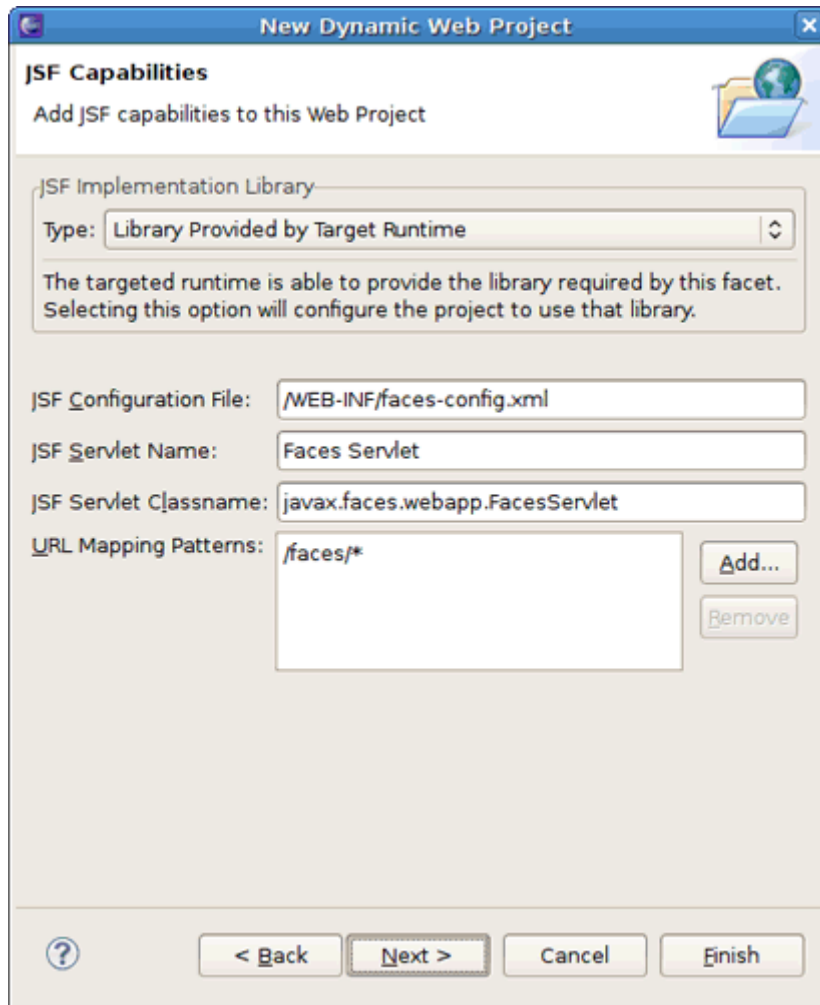 New Dynamic Web Project
JSF Capabilities
Add JSF capabilities to this Web Project
JSF Implementation Library
Type: Library Provided by Target Runtime
The targeted runtime is able to provide the library required by this facet.
Selecting this option will configure the project to use that library.
JSF Configuration File: /WEB-INF/faces-config.xml
JSF Servlet Name: Faces Servlet
JSF Servlet Classname: javax.faces.webapp.FacesServlet
URL Mapping Patterns: /faces/* Add...
Remove
? < Back Next > Cancel Finish